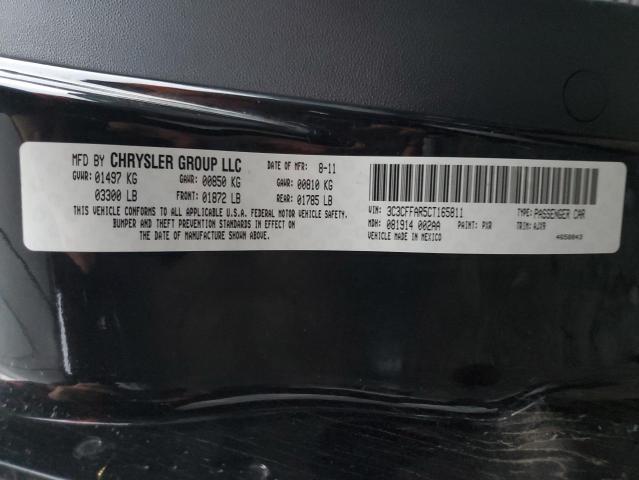 MFD BY CHRYSLER GROUP LLC DATE OF MFR: 8-11
GVWR: 01497 KG GAWR: 00850 KG GAWR: 00810 KG
03300 LB FRONT: 01872 LB REAR: 01785 LB
THIS VEHICLE CONFORMS TO ALL APPLICABLE U.S.A. FEDERAL MOTOR VEHICLE SAFETY,
BUMPER AND THEFT PREVENTION STANDARDS IN EFFECT ON
THE DATE OF MANUFACTURE SHOWN ABOVE.
VIN: 3C3CFFAR5CT165811 TYPE: PASSENGER CAR
MDH: 081914 002AA PAINT: PXR TRIM: AJX9
VEHICLE MADE IN MEXICO 4658043